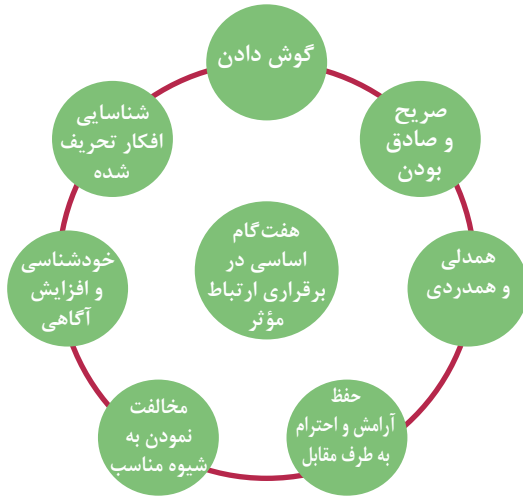 گوش دادن
صریح
و صادق
بودن
همدلی
و همدردی
حفظ
آرامش و احترام
به طرف مقابل
مخالفت
نمودن به
شیوه مناسب
خودشناسی
و افزایش
آگاهی
شناسایی
افکار تحریف
شده
هفت‌گام
اساسی در
برقراری ارتباط
مؤثر